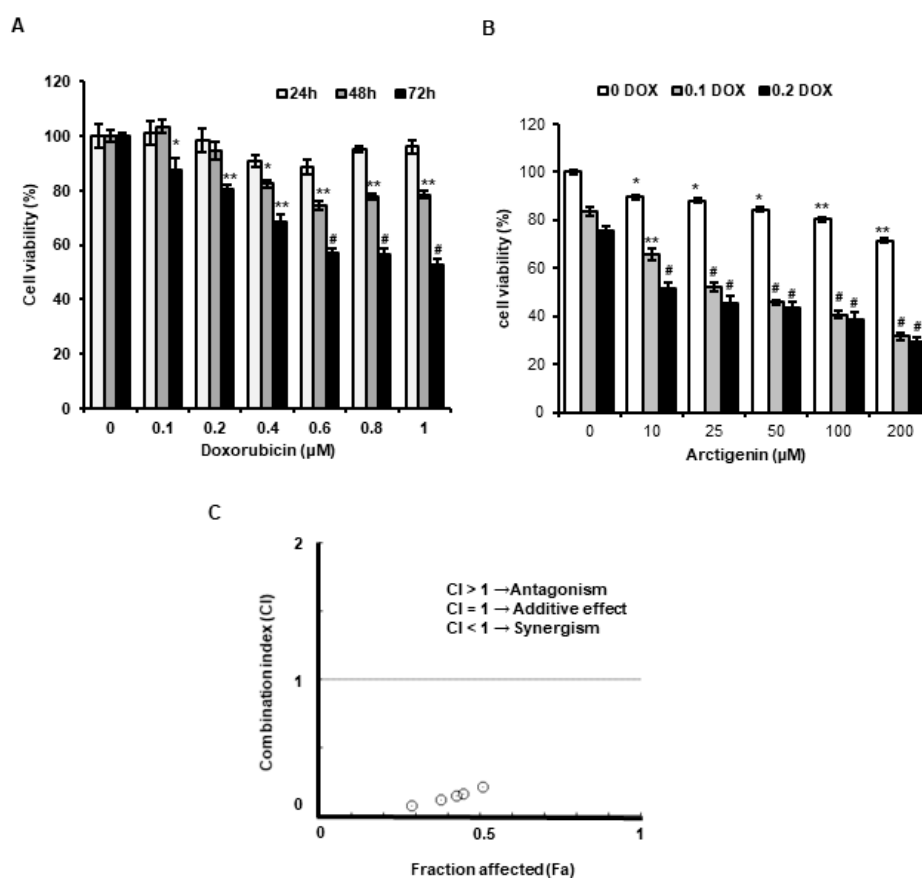 A
Cell viability (%)
120
100
80
60
40
20
0
24h 48h 72h
*
**
*
**
**
#
**
#
**
#
0 0.1 0.2 0.4 0.6 0.8 1
Doxorubicin (µM)
B
cell viability (%)
120
100
80
60
40
20
0
0 DOX 0.1 DOX 0.2 DOX
*
**
#
*
#
#
*
#
#
**
#
#
**
#
#
0 10 25 50 100 200
Arctigenin (µM)
C
Combination index (CI)
2
1
0
CI > 1 →Antagonism
CI = 1 → Additive effect
CI < 1 → Synergism
0 0.5 1
Fraction affected (Fa)